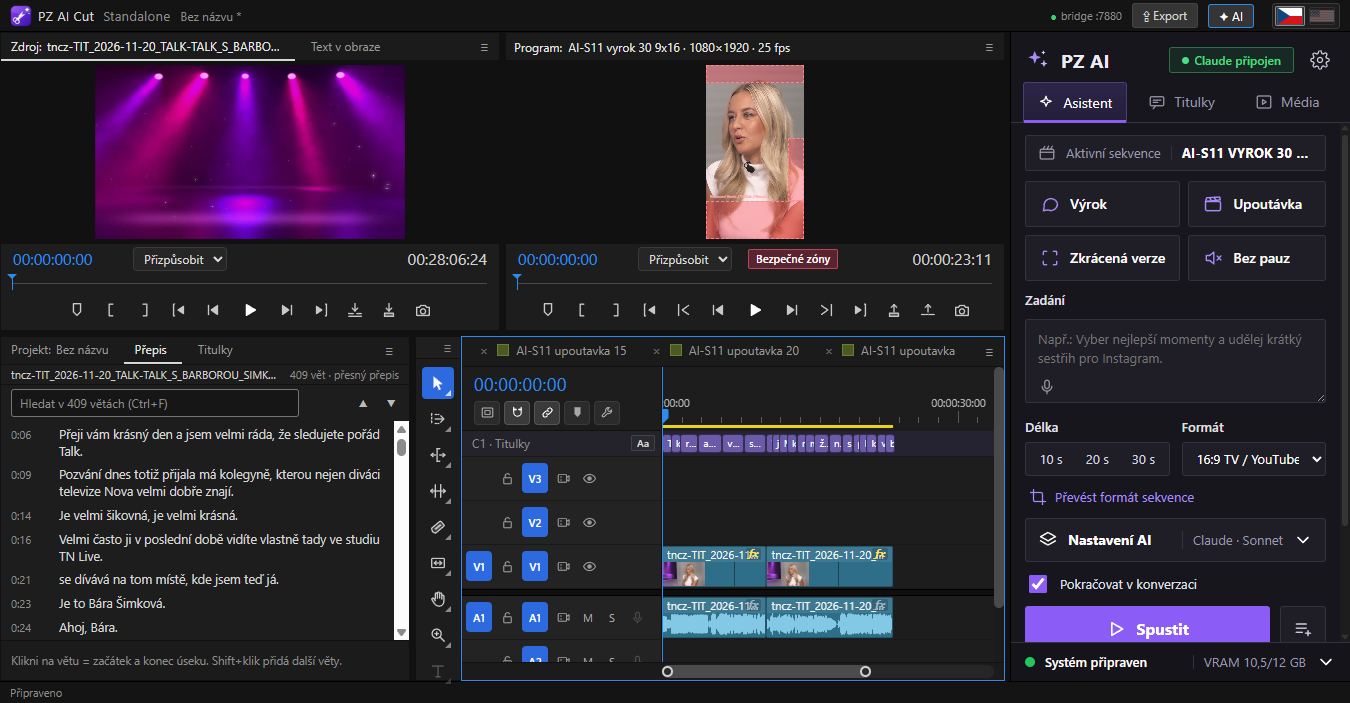 PZ AI Cut Standalone Bez názvu *
bridge :7880
Export
AI
Zdroj: tncz-TIT_2026-11-20_TALK-TALK_S_BARBO...
Text v obraze
Program: AI-S11 vyrok 30 9x16 · 1080×1920 · 25 fps
00:00:00:00
Přizpůsobit
00:28:06:24
00:00:00:00
Přizpůsobit
Bezpečné zóny
00:00:23:11
Projekt: Bez názvu
Přepis
Titulky
tncz-TIT_2026-11-20_TALK-TALK_S_BARBOROU_SIMK...
409 vět · přesný přepis
Hledat v 409 větách (Ctrl+F)
0:06 Přeji vám krásný den a jsem velmi ráda, že sledujete pořad
Talk.
0:09 Pozvání dnes totiž přijala má kolegyně, kterou nejen diváci
televize Nova velmi dobře znají.
0:14 Je velmi šikovná, je velmi krásná.
0:16 Velmi často ji v poslední době vidíte vlastně tady ve studiu
TN Live.
0:21 se dívává na tom místě, kde jsem teď já.
0:23 Je to Bára Šimková.
0:24 Ahoj, Bára.
Klikni na větu = začátek a konec úseku. Shift+klik přidá další věty.
Připraveno
AI-S11 upoutavka 15
AI-S11 upoutavka 20
AI-S11 upoutavka
00:00:00:00
00:00
00:00:30:00
C1 · Titulky
Aa
r...
a...
v...
s...
V3
V2
V1 V1
tncz-TIT_2026-11 fx
tncz-TIT_2026-11-20_ fx
A1 A1 M S
tncz-TIT_2026-11 fx
tncz-TIT_2026-11-20_ fx
A2 M S
PZ AI
Claude připojen
Asistent
Titulky
Média
Aktivní sekvence
AI-S11 VYROK 30 ...
Výrok
Upoutávka
Zkrácená verze
Bez pauz
Zadání
Např.: Vyber nejlepší momenty a udělej krátký
sestřih pro Instagram.
Délka
Formát
10 s 20 s 30 s
16:9 TV / YouTube
Převést formát sekvence
Nastavení AI
Claude · Sonnet
Pokračovat v konverzaci
Spustit
Systém připraven
VRAM 10,5/12 GB